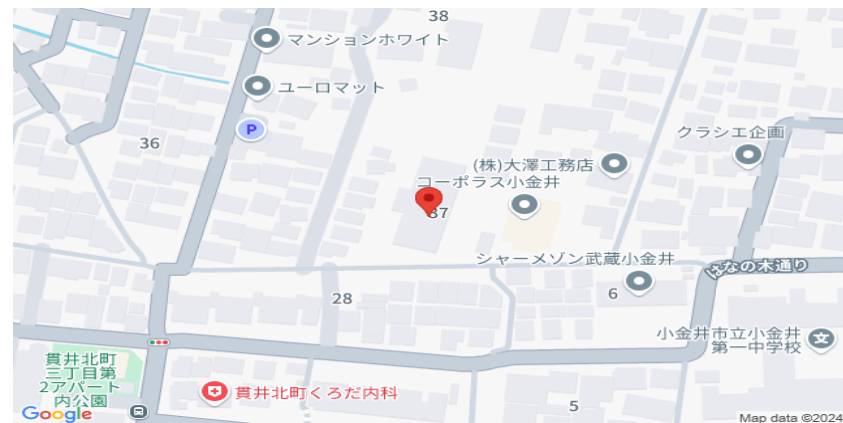 38
マンションホワイト
ユーロマット
P
36
クラシエ企画
(株)大澤工務店
コーポラス小金井
37
はなの木通り
シャーメゾン武蔵小金井
28
6
小金井市立小金井
第一中学校
文
貫井北町
三丁目第
2アパート
内公園
貫井北町くろだ内科
5
Google
Map data ©2024